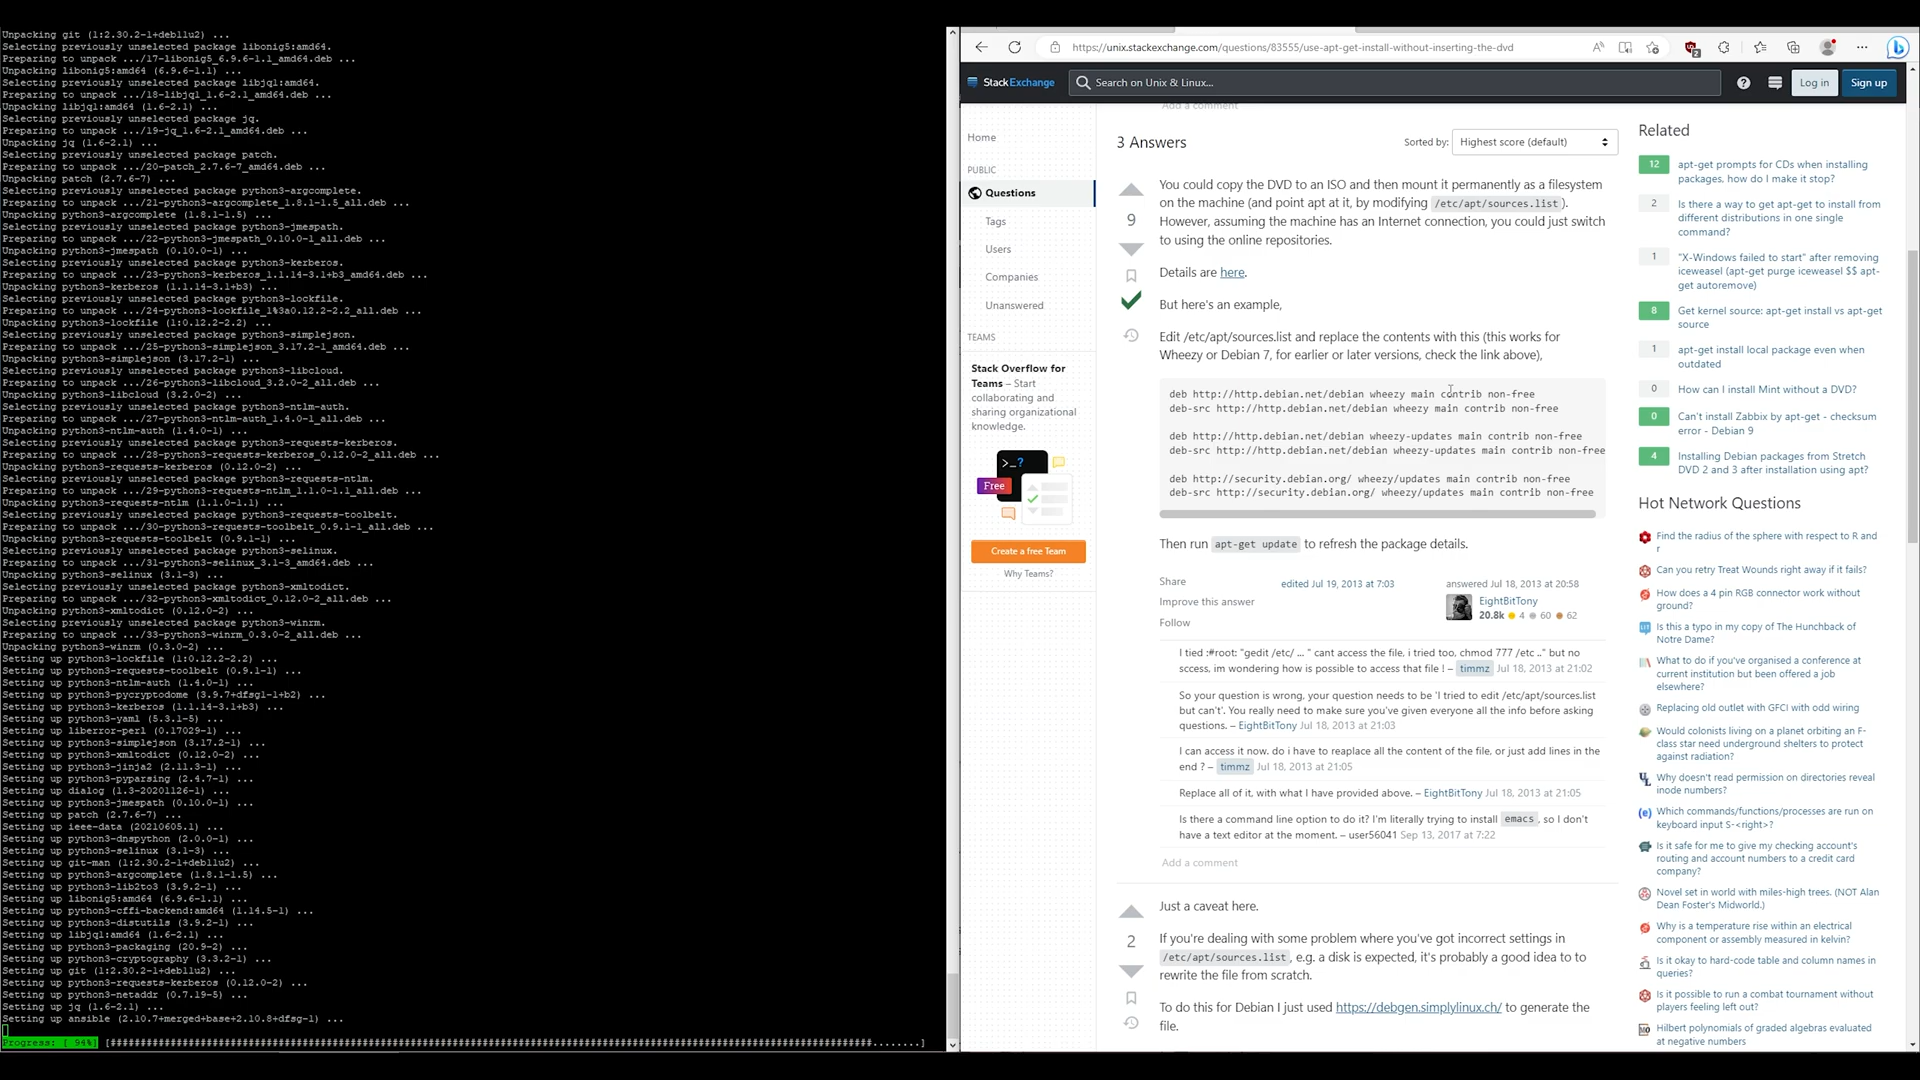 Unpacking git (1:2.30.2-1+deb11u2) ...
Selecting previously unselected package libonig5:amd64.
Preparing to unpack .../17-libonig5_6.9.6-1.1_amd64.deb ...
Unpacking libonig5:amd64 (6.9.6-1.1) ...
Selecting previously unselected package libjq1:amd64.
Preparing to unpack .../18-libjq1_1.6-2.1_amd64.deb ...
Unpacking libjq1:amd64 (1.6-2.1) ...
Selecting previously unselected package jq.
Preparing to unpack .../19-jq_1.6-2.1_amd64.deb ...
Unpacking jq (1.6-2.1) ...
Selecting previously unselected package patch.
Preparing to unpack .../20-patch_2.7.6-7_amd64.deb ...
Unpacking patch (2.7.6-7) ...
Selecting previously unselected package python3-argcomplete.
Preparing to unpack .../21-python3-argcomplete_1.8.1-1.5_all.deb ...
Unpacking python3-argcomplete (1.8.1-1.5) ...
Selecting previously unselected package python3-jmespath.
Preparing to unpack .../22-python3-jmespath_0.10.0-1_all.deb ...
Unpacking python3-jmespath (0.10.0-1) ...
Selecting previously unselected package python3-kerberos.
Preparing to unpack .../23-python3-kerberos_1.1.14-3.1+b3_amd64.deb ...
Unpacking python3-kerberos (1.1.14-3.1+b3) ...
Selecting previously unselected package python3-lockfile.
Preparing to unpack .../24-python3-lockfile_1%3a0.12.2-2.2_all.deb ...
Unpacking python3-lockfile (1:0.12.2-2.2) ...
Selecting previously unselected package python3-simplejson.
Preparing to unpack .../25-python3-simplejson_3.17.2-1_amd64.deb ...
Unpacking python3-simplejson (3.17.2-1) ...
Selecting previously unselected package python3-libcloud.
Preparing to unpack .../26-python3-libcloud_3.2.0-2_all.deb ...
Unpacking python3-libcloud (3.2.0-2) ...
Selecting previously unselected package python3-ntlm-auth.
Preparing to unpack .../27-python3-ntlm-auth_1.4.0-1_all.deb ...
Unpacking python3-ntlm-auth (1.4.0-1) ...
Selecting previously unselected package python3-requests-kerberos.
Preparing to unpack .../28-python3-requests-kerberos_0.12.0-2_all.deb ...
Unpacking python3-requests-kerberos (0.12.0-2) ...
Selecting previously unselected package python3-requests-ntlm.
Preparing to unpack .../29-python3-requests-ntlm_1.1.0-1.1_all.deb ...
Unpacking python3-requests-ntlm (1.1.0-1.1) ...
Selecting previously unselected package python3-requests-toolbelt.
Preparing to unpack .../30-python3-requests-toolbelt_0.9.1-1_all.deb ...
Unpacking python3-requests-toolbelt (0.9.1-1) ...
Selecting previously unselected package python3-selinux.
Preparing to unpack .../31-python3-selinux_3.1-3_amd64.deb ...
Unpacking python3-selinux (3.1-3) ...
Selecting previously unselected package python3-xmltodict.
Preparing to unpack .../32-python3-xmltodict_0.12.0-2_all.deb ...
Unpacking python3-xmltodict (0.12.0-2) ...
Selecting previously unselected package python3-winrm.
Preparing to unpack .../33-python3-winrm_0.3.0-2_all.deb ...
Unpacking python3-winrm (0.3.0-2) ...
Setting up python3-lockfile (1:0.12.2-2.2) ...
Setting up python3-requests-toolbelt (0.9.1-1) ...
Setting up python3-ntlm-auth (1.4.0-1) ...
Setting up python3-pycryptodome (3.9.7+dfsg1-1+b2) ...
Setting up python3-kerberos (1.1.14-3.1+b3) ...
Setting up python3-yaml (5.3.1-5) ...
Setting up liberror-perl (0.17029-1) ...
Setting up python3-simplejson (3.17.2-1) ...
Setting up python3-xmltodict (0.12.0-2) ...
Setting up python3-jinja2 (2.11.3-1) ...
Setting up python3-pyparsing (2.4.7-1) ...
Setting up dialog (1.3-20201126-1) ...
Setting up python3-jmespath (0.10.0-1) ...
Setting up patch (2.7.6-7) ...
Setting up ieee-data (20210605.1) ...
Setting up python3-dnspython (2.0.0-1) ...
Setting up python3-selinux (3.1-3) ...
Setting up git-man (1:2.30.2-1+deb11u2) ...
Setting up python3-argcomplete (1.8.1-1.5) ...
Setting up python3-lib2to3 (3.9.2-1) ...
Setting up libonig5:amd64 (6.9.6-1.1) ...
Setting up python3-cffi-backend:amd64 (1.14.5-1) ...
Setting up python3-distutils (3.9.2-1) ...
Setting up libjq1:amd64 (1.6-2.1) ...
Setting up python3-packaging (20.9-2) ...
Setting up python3-cryptography (3.3.2-1) ...
Setting up git (1:2.30.2-1+deb11u2) ...
Setting up python3-requests-kerberos (0.12.0-2) ...
Setting up python3-netaddr (0.7.19-5) ...
Setting up jq (1.6-2.1) ...
Setting up ansible (2.10.7+merged+base+2.10.8+dfsg-1) ...
Progress: [ 94%]
https://unix.stackexchange.com/questions/83555/use-apt-get-install-without-inserting-the-dvd
StackExchange
Search on Unix & Linux...
Log in
Sign up
Home
PUBLIC
Questions
Tags
Users
Companies
Unanswered
TEAMS
Stack Overflow for
Teams – Start
collaborating and
sharing organizational
knowledge.
>_?
Free
Create a free Team
Why Teams?
Add a comment
3 Answers
Sorted by:
Highest score (default)
9
You could copy the DVD to an ISO and then mount it permanently as a filesystem
on the machine (and point apt at it, by modifying /etc/apt/sources.list).
However, assuming the machine has an Internet connection, you could just switch
to using the online repositories.
Details are here.
But here's an example,
Edit /etc/apt/sources.list and replace the contents with this (this works for
Wheezy or Debian 7, for earlier or later versions, check the link above),
deb http://http.debian.net/debian wheezy main contrib non-free
deb-src http://http.debian.net/debian wheezy main contrib non-free
deb http://http.debian.net/debian wheezy-updates main contrib non-free
deb-src http://http.debian.net/debian wheezy-updates main contrib non-free
deb http://security.debian.org/ wheezy/updates main contrib non-free
deb-src http://security.debian.org/ wheezy/updates main contrib non-free
Then run apt-get update to refresh the package details.
Share
Improve this answer
Follow
edited Jul 19, 2013 at 7:03
answered Jul 18, 2013 at 20:58
EightBitTony
20.8k 4 60 62
I tied :#root: "gedit /etc/ ... " cant access the file, i tried too, chmod 777 /etc .." but no
sccess, im wondering how is possible to access that file ! – timmz Jul 18, 2013 at 21:02
So your question is wrong, your question needs to be 'I tried to edit /etc/apt/sources.list
but can't'. You really need to make sure you've given everyone all the info before asking
questions. – EightBitTony Jul 18, 2013 at 21:03
I can access it now. do i have to reaplace all the content of the file, or just add lines in the
end ? – timmz Jul 18, 2013 at 21:05
Replace all of it, with what I have provided above. – EightBitTony Jul 18, 2013 at 21:05
Is there a command line option to do it? I'm literally trying to install emacs, so I don't
have a text editor at the moment. – user56041 Sep 13, 2017 at 7:22
Add a comment
2
Just a caveat here.
If you're dealing with some problem where you've got incorrect settings in
/etc/apt/sources.list, e.g. a disk is expected, it's probably a good idea to to
rewrite the file from scratch.
To do this for Debian I just used https://debgen.simplylinux.ch/ to generate the
file.
Related
12 apt-get prompts for CDs when installing
packages, how do I make it stop?
2 Is there a way to get apt-get to install from
different distributions in one single
command?
1 "X-Windows failed to start" after removing
iceweasel (apt-get purge iceweasel $$ apt-
get autoremove)
8 Get kernel source: apt-get install vs apt-get
source
1 apt-get install local package even when
outdated
0 How can I install Mint without a DVD?
0 Can't install Zabbix by apt-get - checksum
error - Debian 9
4 Installing Debian packages from Stretch
DVD 2 and 3 after installation using apt?
Hot Network Questions
Find the radius of the sphere with respect to R and
r
Can you retry Treat Wounds right away if it fails?
How does a 4 pin RGB connector work without
ground?
Is this a typo in my copy of The Hunchback of
Notre Dame?
What to do if you've organised a conference at
current institution but been offered a job
elsewhere?
Replacing old outlet with GFCI with odd wiring
Would colonists living on a planet orbiting an F-
class star need underground shelters to protect
against radiation?
Why doesn't read permission on directories reveal
inode numbers?
Which commands/functions/processes are run on
keyboard input S-<right>?
Is it safe for me to give my checking account's
routing and account numbers to a credit card
company?
Novel set in world with miles-high trees. (NOT Alan
Dean Foster's Midworld.)
Why is a temperature rise within an electrical
component or assembly measured in kelvin?
Is it okay to hard-code table and column names in
queries?
Is it possible to run a combat tournament without
players feeling left out?
Hilbert polynomials of graded algebras evaluated
at negative numbers